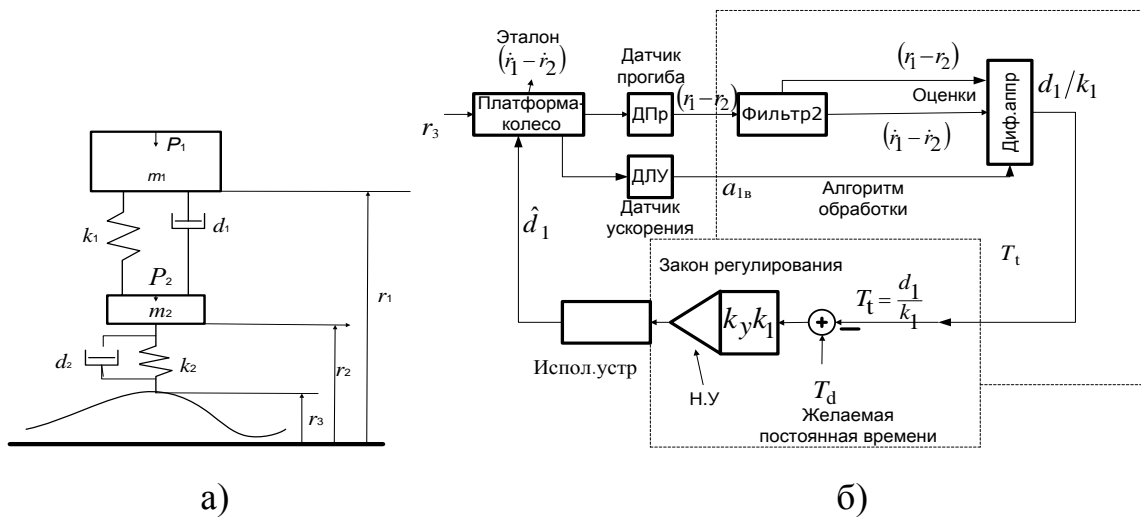 P₁
m₁
k₁
d₁
P₂
m₂
d₂
k₂
r₁
r₂
r₃
а)
Эталон
(ṙ₁ − ṙ₂)
Датчик
прогиба
r₃
Платформа-
колесо
ДПр
(r₁−r₂)
Фильтр2
(r₁−r₂)
Оценки
(ṙ₁ − ṙ₂)
Диф.аппр
d₁/k₁
ДЛУ
Датчик
ускорения
a₁в
Алгоритм
обработки
d̂₁
Tₜ
Закон регулирования
Tₜ = d₁/k₁
kᵧk₁
+
−
Испол.устр
Н.У
T_d
Желаемая
постоянная времени
б)